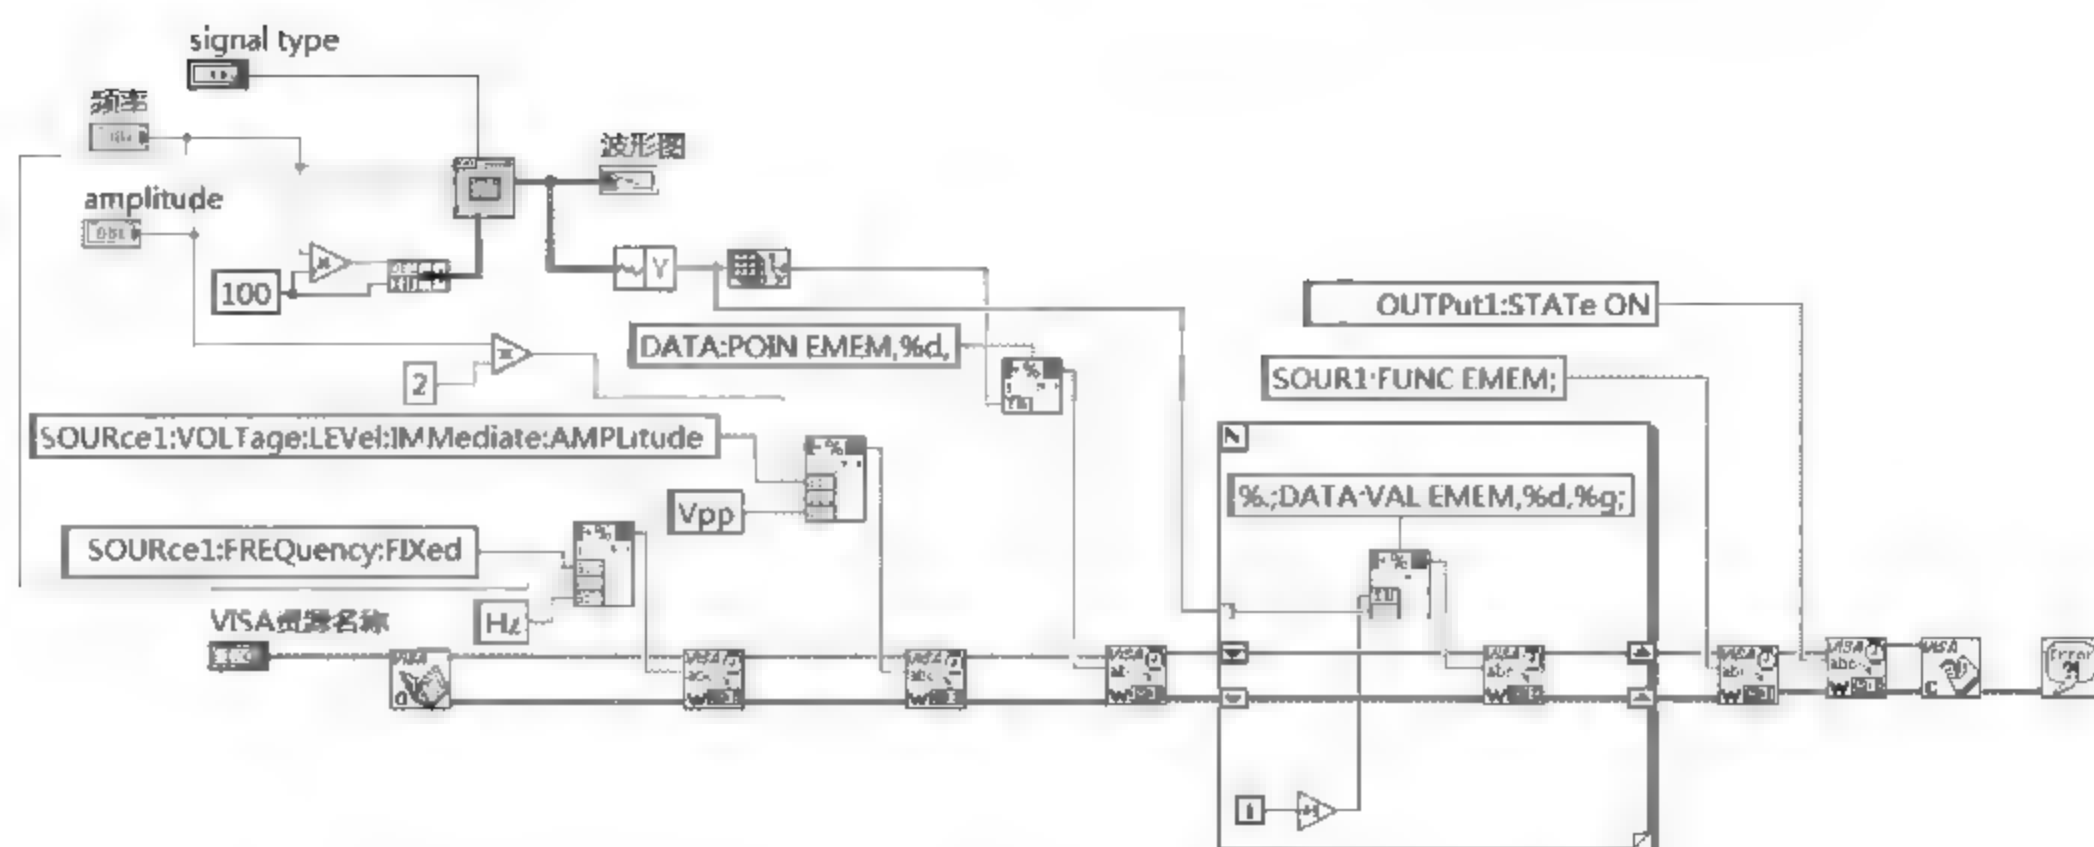 signal type
频率
波形图
amplitude
100
OUTPut1:STATe ON
DATA:POIN EMEM,%d,
2
SOUR1:FUNC EMEM;
SOURce1:VOLTage:LEVel:IMMediate:AMPLitude
N
%.;DATA:VAL EMEM,%d,%g;
Vpp
SOURce1:FREQuency:FIXed
Hz
VISA资源名称
i